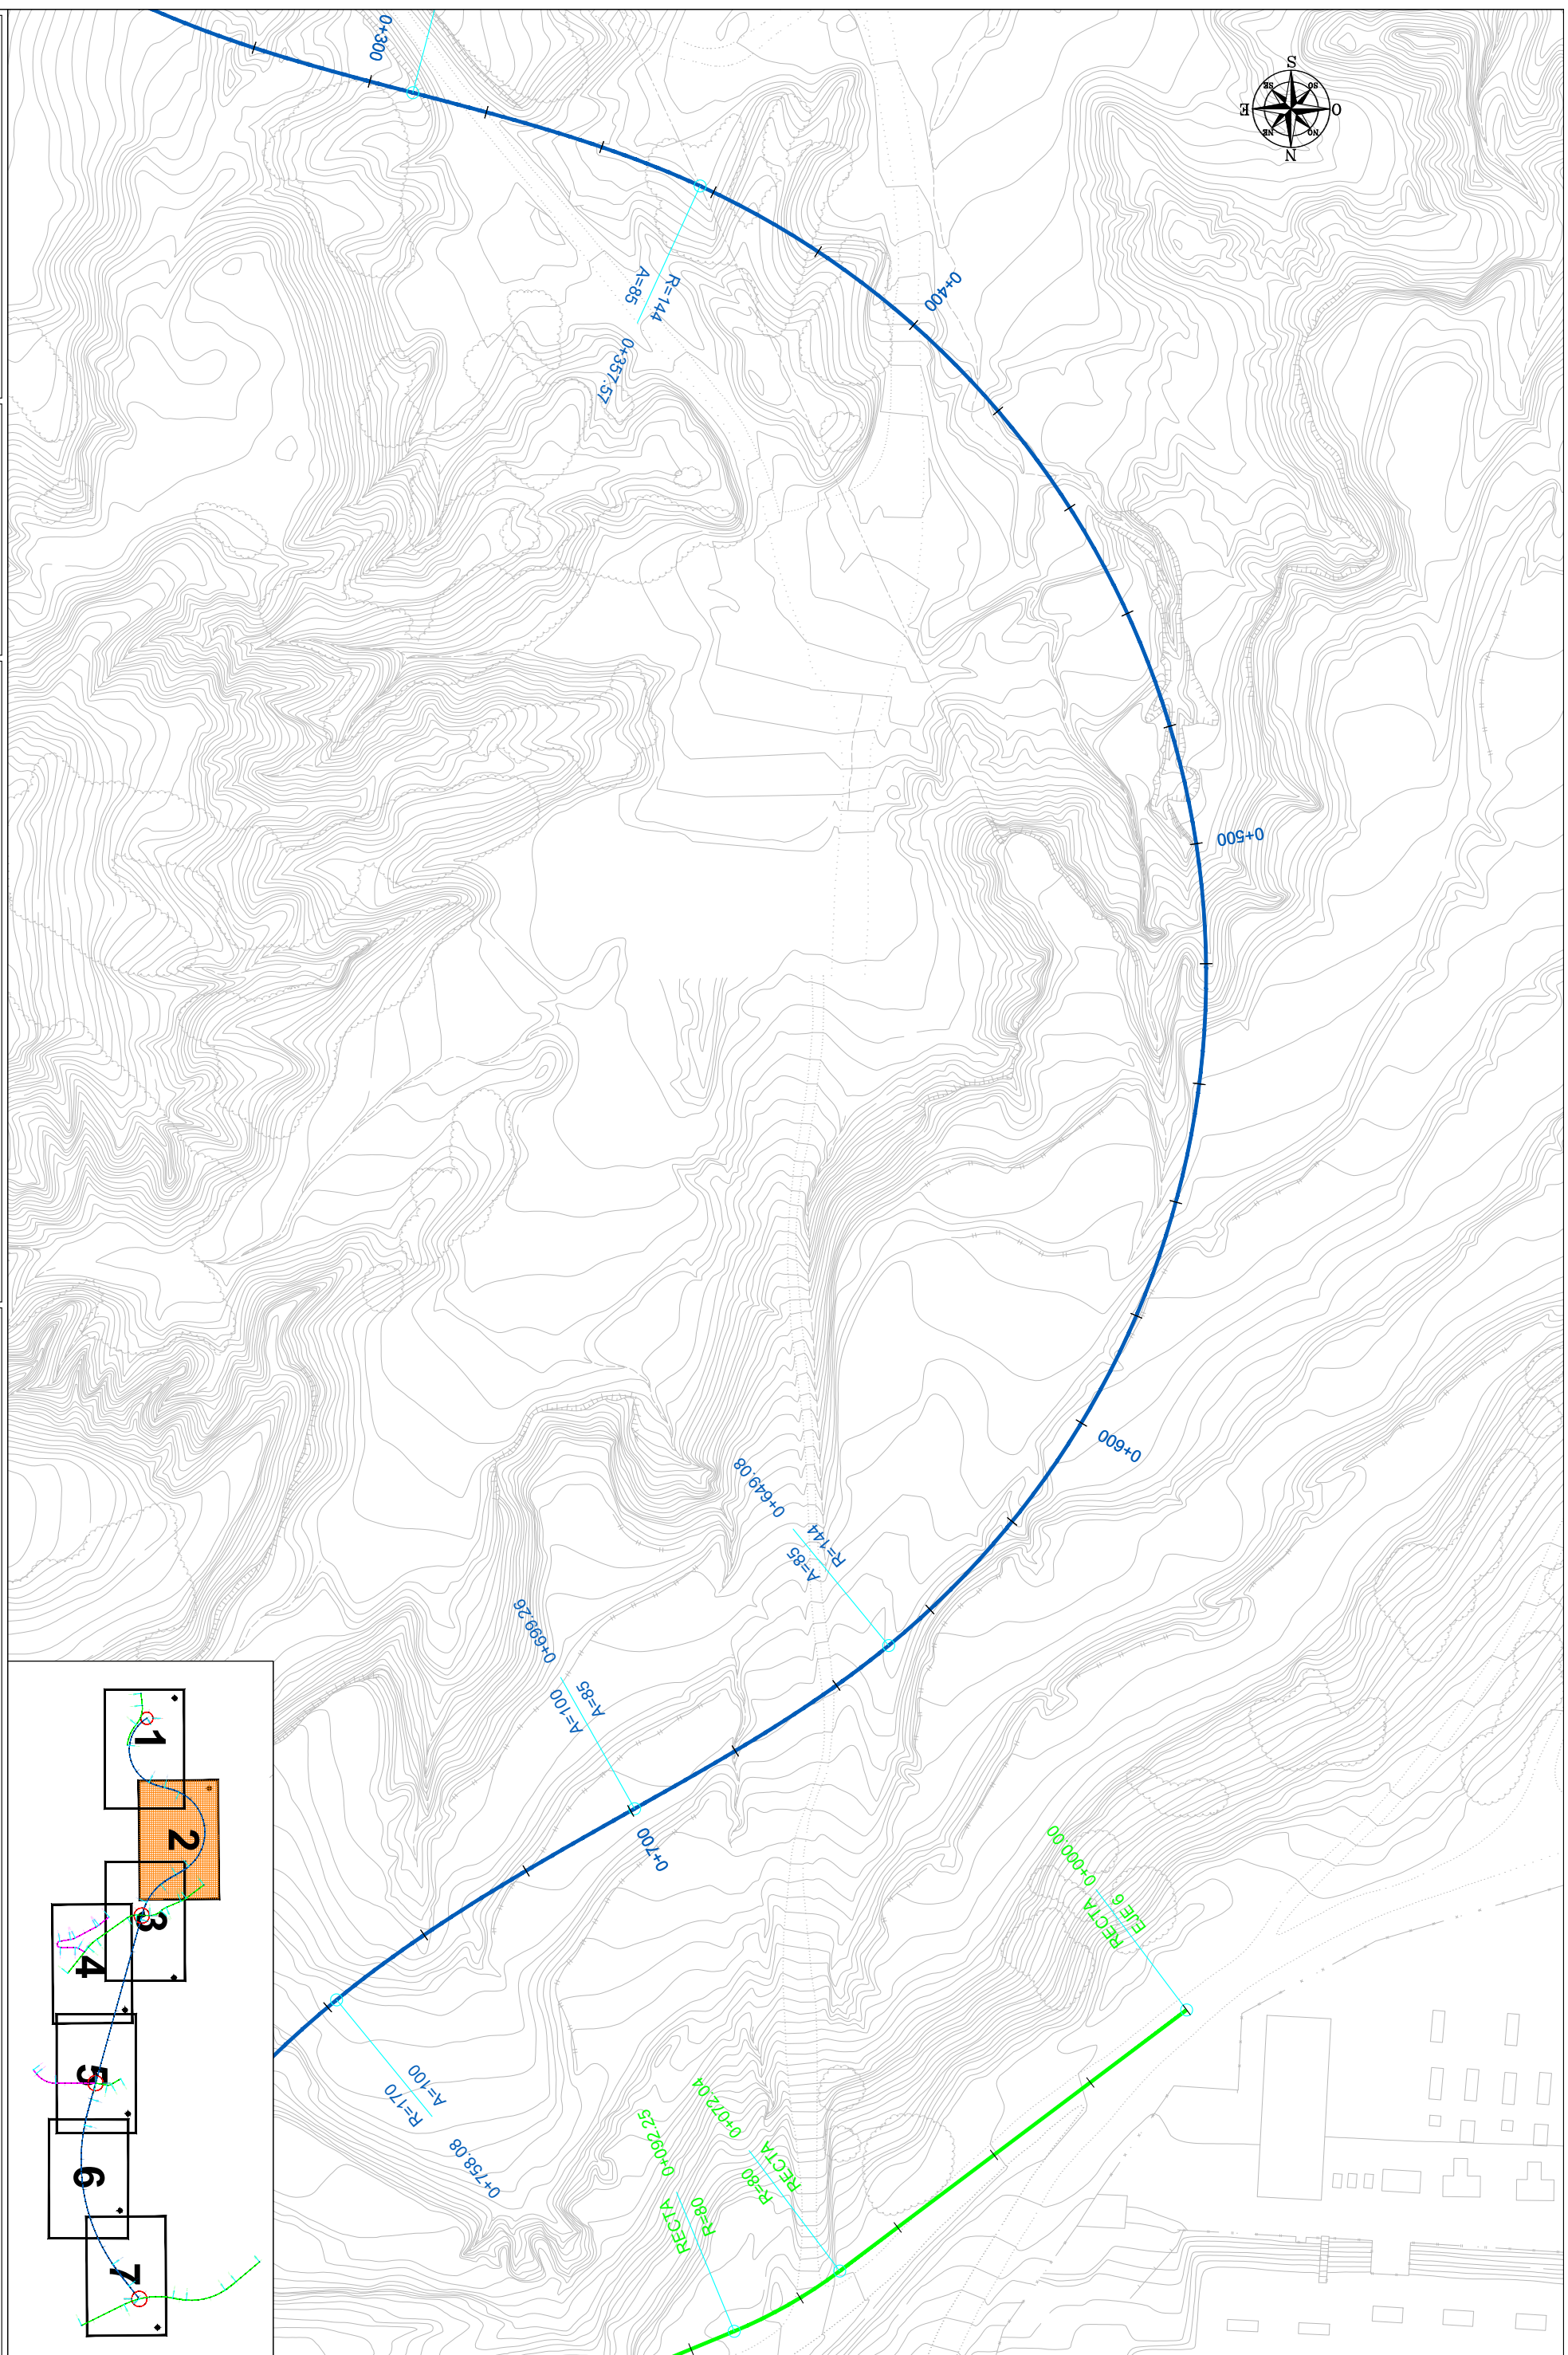 0+300
S
SE
SO
E
O
NE
NO
N
A=85
R=144
0+357.57
0+400
0+500
0+600
0+649.08
R=144
A=85
0+699.26
A=85
A=100
0+700
0+000.00
EJE 6
RECTA
A=100
R=170
0+758.08
0+072.04
RECTA
R=80
0+092.25
R=80
RECTA
1
2
3
4
5
6
7